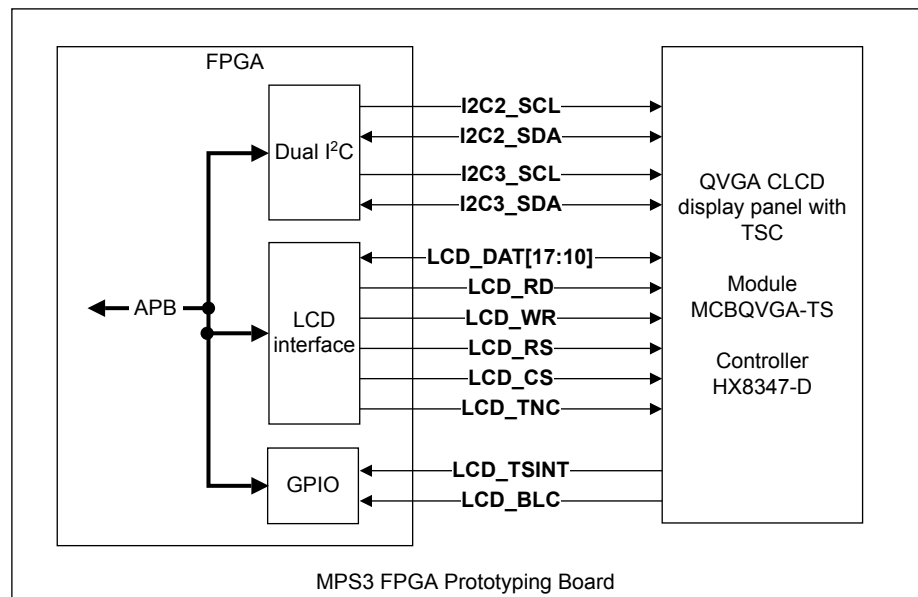 FPGA
Dual I²C
I2C2_SCL
I2C2_SDA
I2C3_SCL
I2C3_SDA
APB
LCD
interface
LCD_DAT[17:10]
LCD_RD
LCD_WR
LCD_RS
LCD_CS
LCD_TNC
GPIO
LCD_TSINT
LCD_BLC
QVGA CLCD
display panel with
TSC
Module
MCBQVGA-TS
Controller
HX8347-D
MPS3 FPGA Prototyping Board